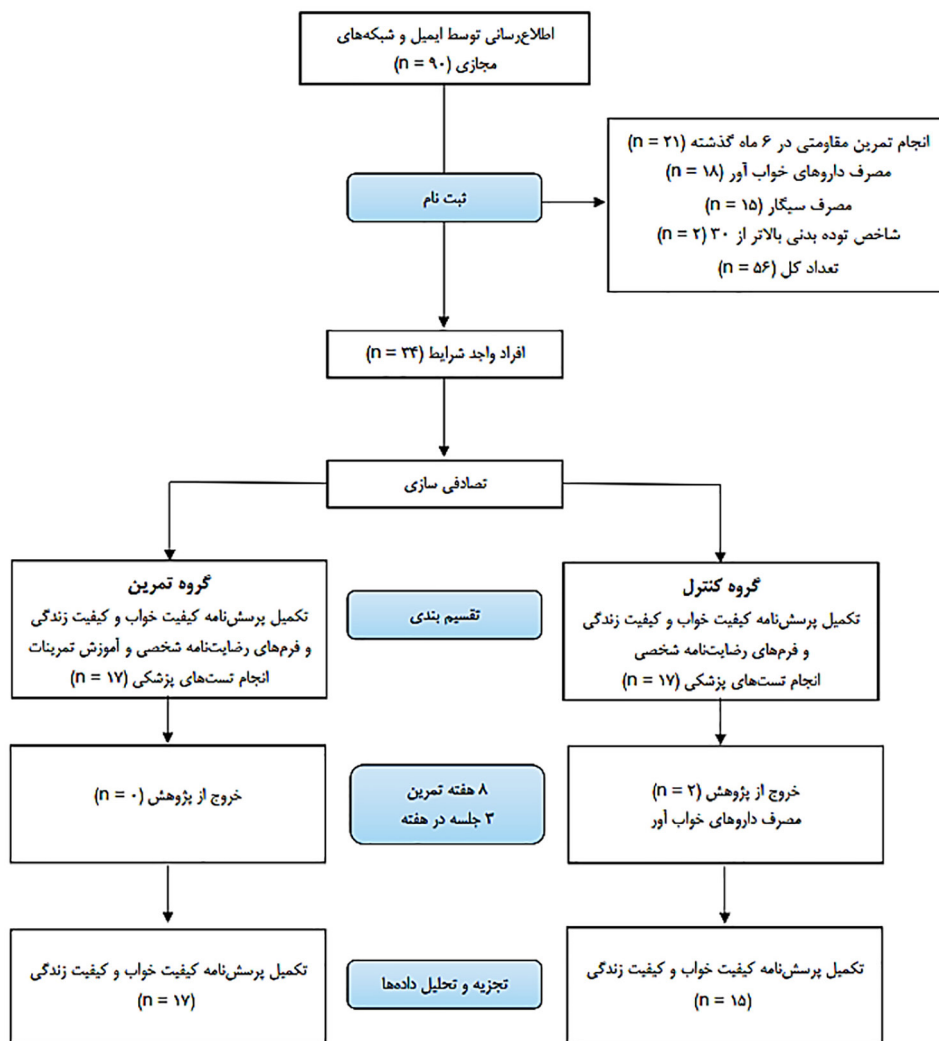 اطلاع‌رسانی توسط ایمیل و شبکه‌های
مجازی (n = ۹۰)
انجام تمرین مقاومتی در ۶ ماه گذشته (n = ۲۱)
مصرف داروهای خواب آور (n = ۱۸)
مصرف سیگار (n = ۱۵)
شاخص توده بدنی بالاتر از ۳۰ (n = ۲)
تعداد کل (n = ۵۶)
ثبت نام
افراد واجد شرایط (n = ۳۴)
تصادفی سازی
گروه کنترل
تکمیل پرسش‌نامه کیفیت خواب و کیفیت زندگی
و فرم‌های رضایت‌نامه شخصی
انجام تست‌های پزشکی (n = ۱۷)
تقسیم بندی
گروه تمرین
تکمیل پرسش‌نامه کیفیت خواب و کیفیت زندگی
و فرم‌های رضایت‌نامه شخصی و آموزش تمرینات
انجام تست‌های پزشکی (n = ۱۷)
خروج از پژوهش (n = ۲)
مصرف داروهای خواب آور
۸ هفته تمرین
۳ جلسه در هفته
خروج از پژوهش (n = ۰)
تکمیل پرسش‌نامه کیفیت خواب و کیفیت زندگی
(n = ۱۵)
تجزیه و تحلیل داده‌ها
تکمیل پرسش‌نامه کیفیت خواب و کیفیت زندگی
(n = ۱۷)